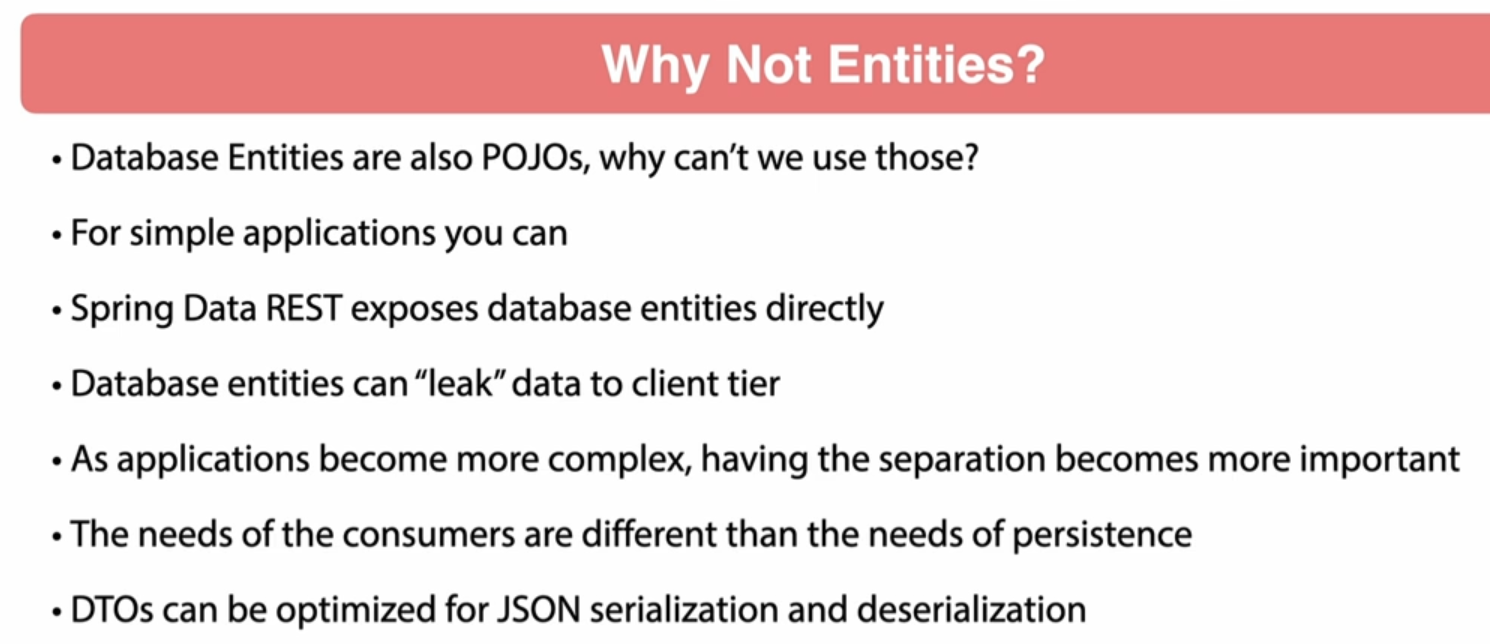 Why Not Entities?
• Database Entities are also POJOs, why can't we use those?
• For simple applications you can
• Spring Data REST exposes database entities directly
• Database entities can “leak” data to client tier
• As applications become more complex, having the separation becomes more important
• The needs of the consumers are different than the needs of persistence
• DTOs can be optimized for JSON serialization and deserialization